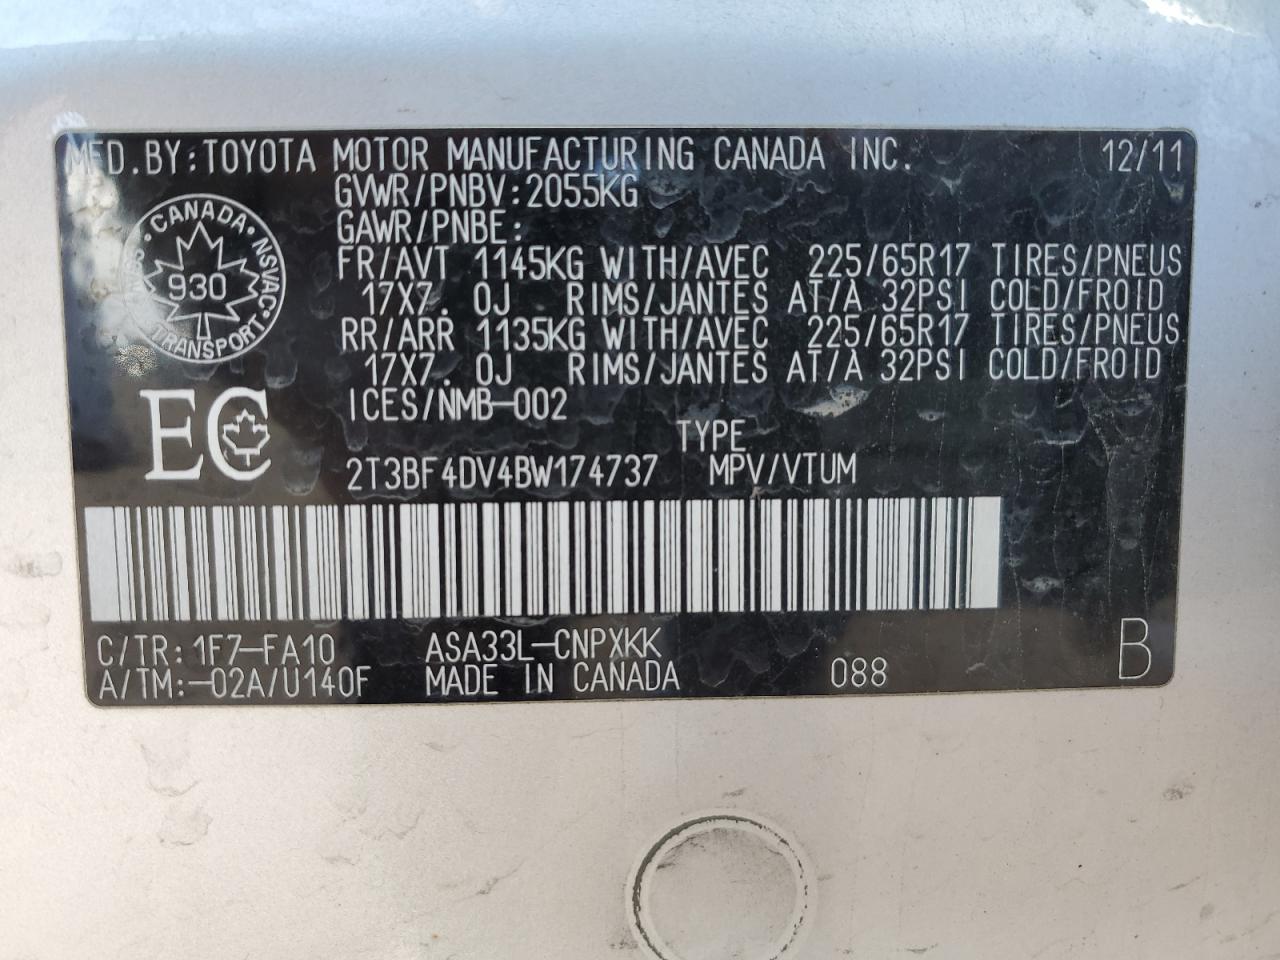 MFD.BY:TOYOTA MOTOR MANUFACTURING CANADA INC. 12/11
GVWR/PNBV:2055KG
GAWR/PNBE:
FR/AVT 1145KG WITH/AVEC 225/65R17 TIRES/PNEUS
17X7.0J RIMS/JANTES AT/A 32PSI COLD/FROID
RR/ARR 1135KG WITH/AVEC 225/65R17 TIRES/PNEUS
17X7.0J RIMS/JANTES AT/A 32PSI COLD/FROID
ICES/NMB-002
CANADA
930
TRANSPORT
NSVAC
EC
TYPE
2T3BF4DV4BW174737 MPV/VTUM
C/TR: 1F7-FA10 ASA33L-CNPXKK
A/TM:-02A/U140F MADE IN CANADA 088 B